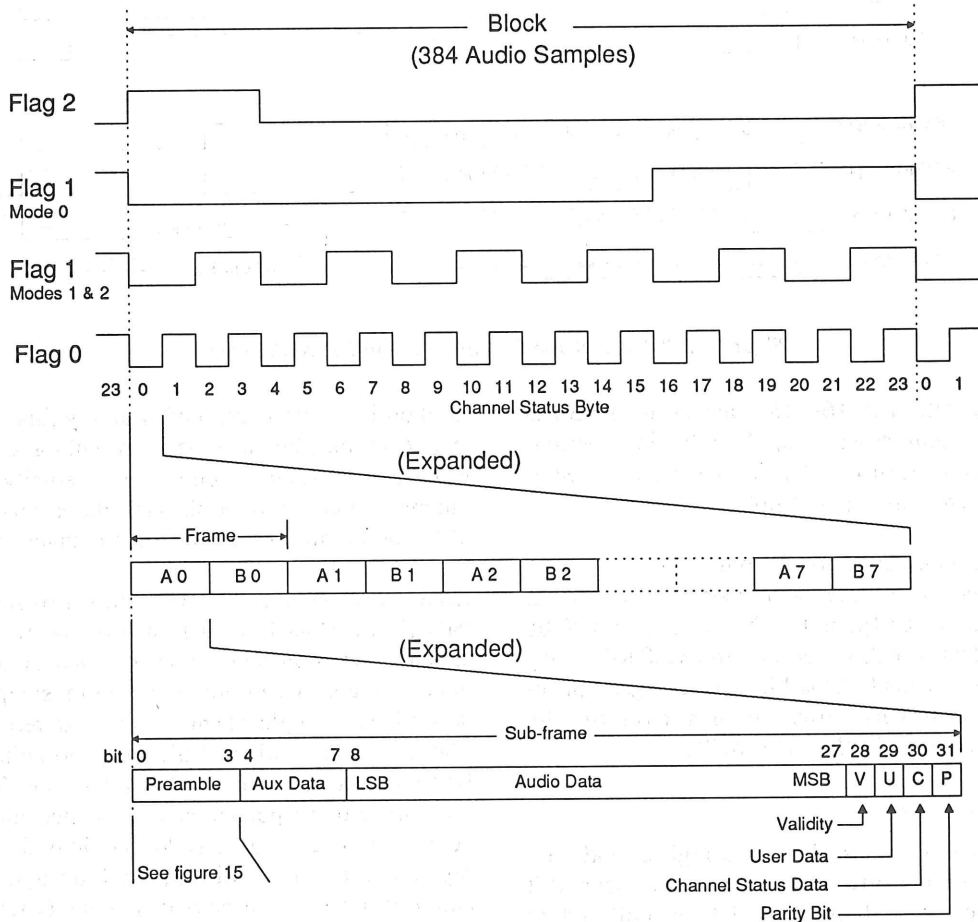 Block
(384 Audio Samples)
Flag 2
Flag 1
Mode 0
Flag 1
Modes 1 & 2
Flag 0
23 0 1 2 3 4 5 6 7 8 9 10 11 12 13 14 15 16 17 18 19 20 21 22 23 0 1
Channel Status Byte
(Expanded)
Frame
A 0 B 0 A 1 B 1 A 2 B 2 A 7 B 7
(Expanded)
Sub-frame
bit 0 3 4 7 8 27 28 29 30 31
Preamble Aux Data LSB Audio Data MSB V U C P
Validity
See figure 15
User Data
Channel Status Data
Parity Bit